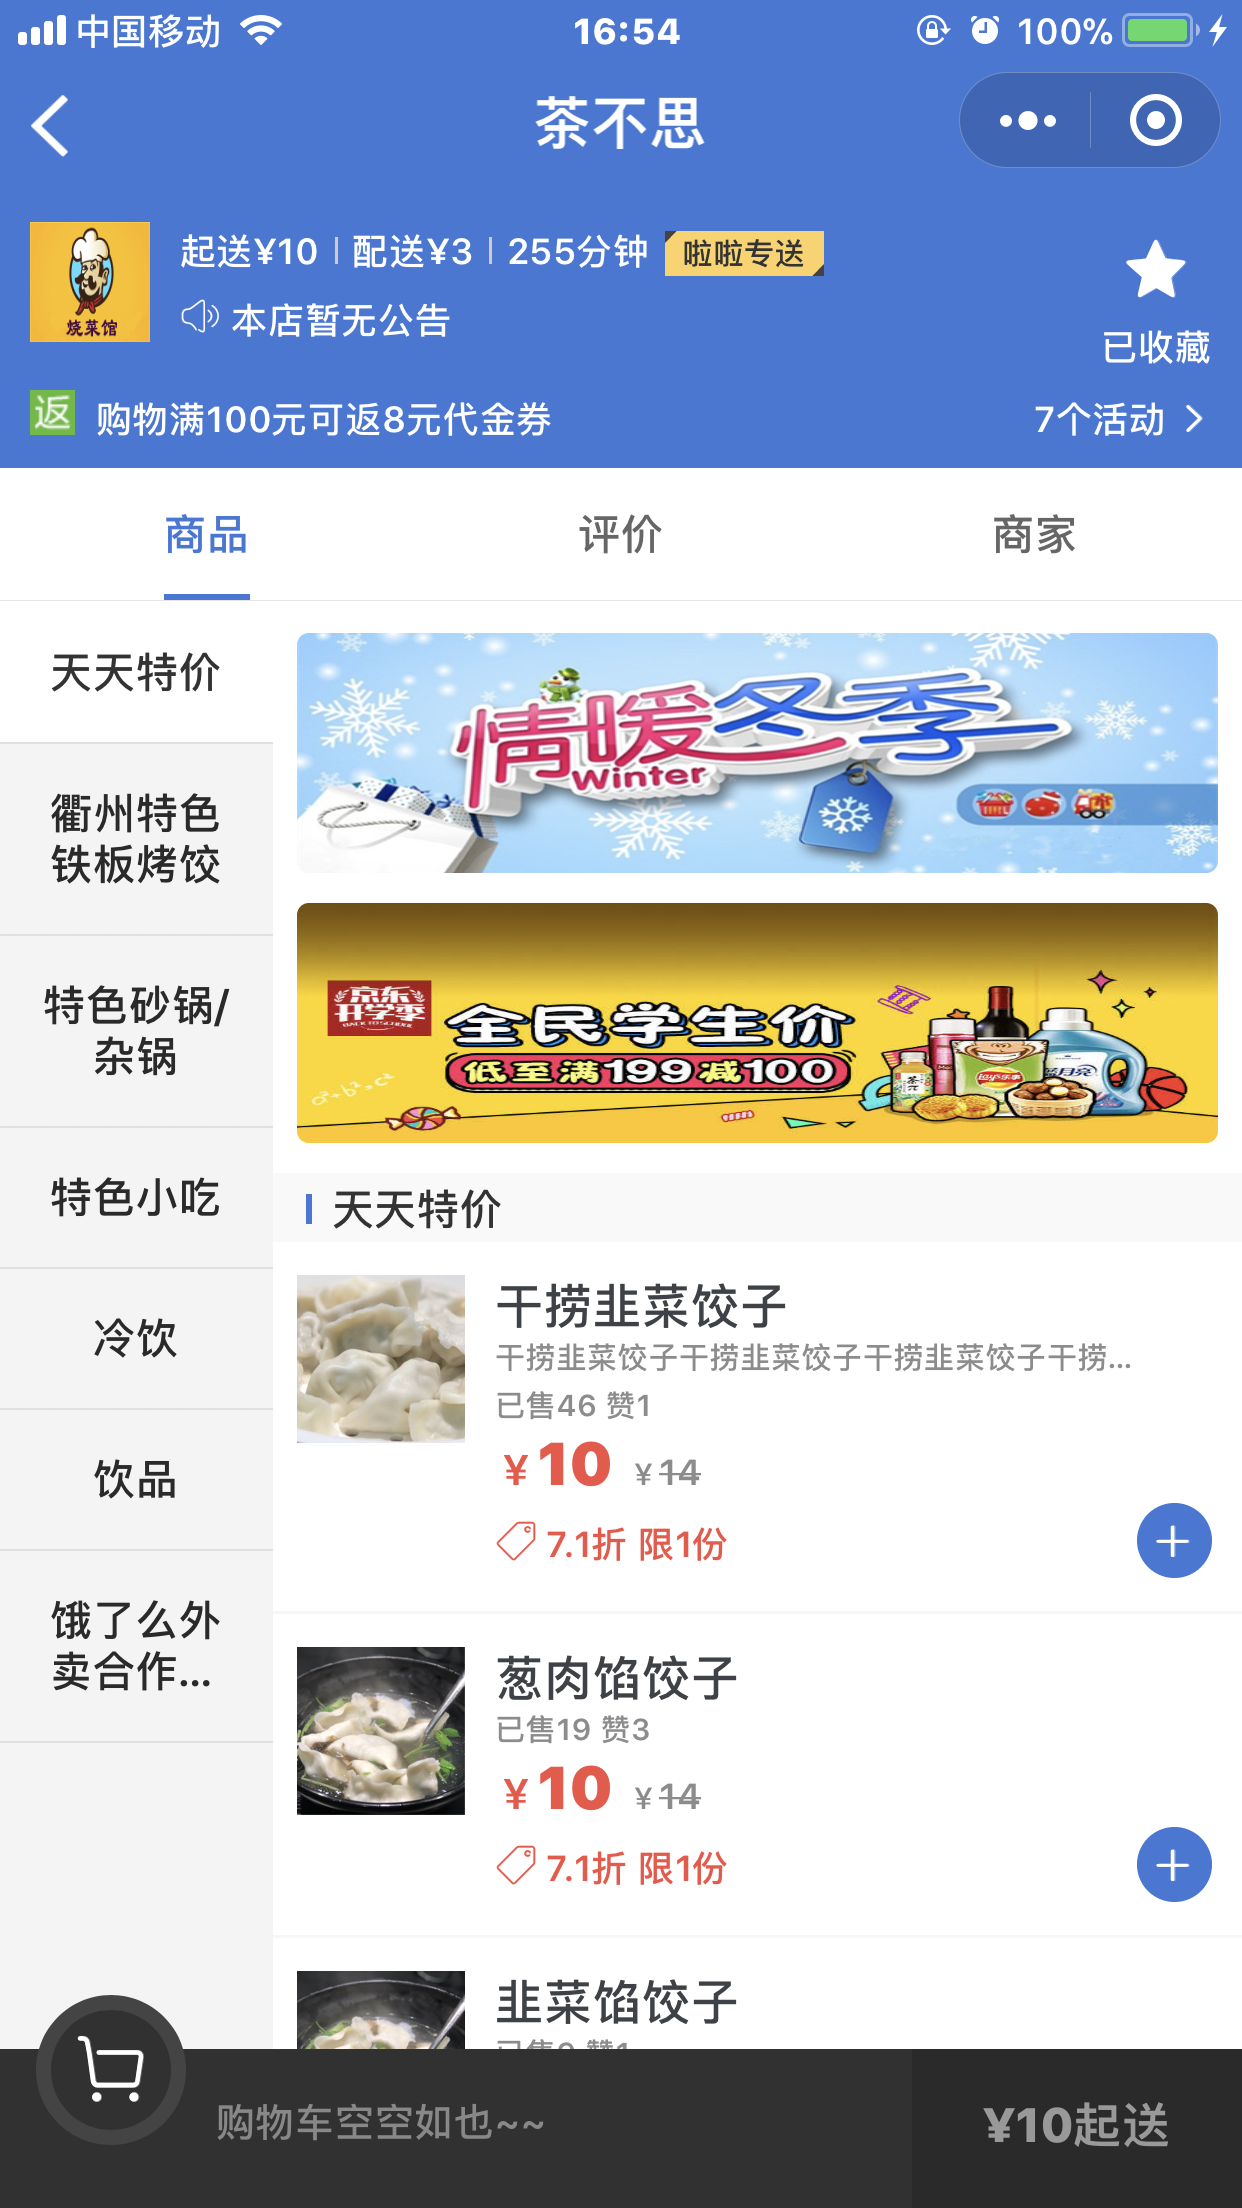 中国移动
16:54
100%
茶不思
起送¥10 | 配送¥3 | 255分钟 啦啦专送
烧菜馆
本店暂无公告
已收藏
返 购物满100元可返8元代金券
7个活动
商品
评价
商家
天天特价
衢州特色
铁板烤饺
特色砂锅/
杂锅
特色小吃
冷饮
饮品
饿了么外
卖合作...
情暖冬季
Winter
京东
开学季
BACK TO SCHOOL
全民学生价
低至满199减100
a²+b²=c²
天天特价
干捞韭菜饺子
干捞韭菜饺子干捞韭菜饺子干捞韭菜饺子干捞...
已售46 赞1
¥10 ¥14
7.1折 限1份
葱肉馅饺子
已售19 赞3
¥10 ¥14
7.1折 限1份
韭菜馅饺子
购物车空空如也~~
¥10起送